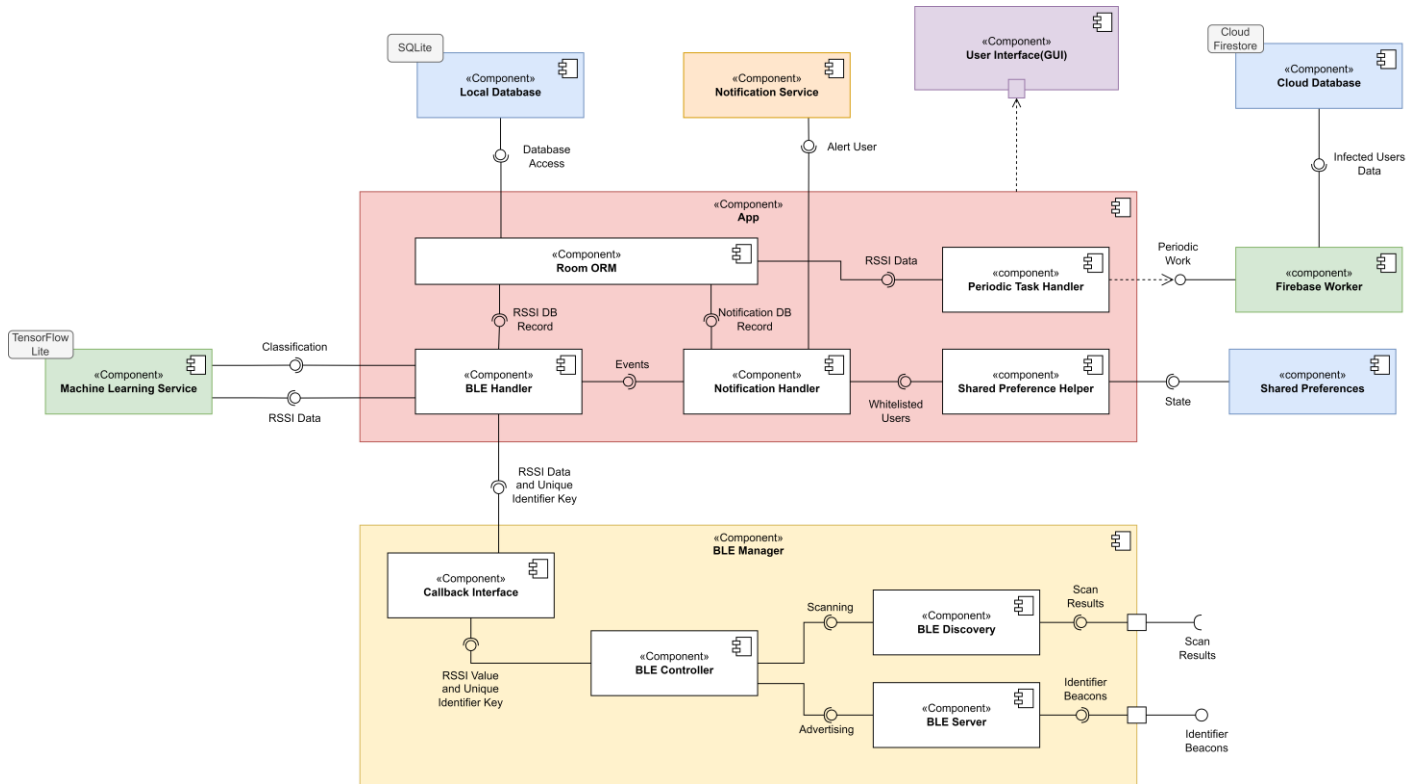 SQLite
«Component»
Local Database
«Component»
Notification Service
«Component»
User Interface(GUI)
Cloud
Firestore
«Component»
Cloud Database
Database
Access
Alert User
Infected Users
Data
«Component»
App
«Component»
Room ORM
RSSI Data
«component»
Periodic Task Handler
Periodic
Work
«component»
Firebase Worker
RSSI DB
Record
Notification DB
Record
TensorFlow
Lite
«Component»
Machine Learning Service
Classification
RSSI Data
«Component»
BLE Handler
Events
«Component»
Notification Handler
Whitelisted
Users
«component»
Shared Preference Helper
State
«component»
Shared Preferences
RSSI Data
and Unique
Identifier Key
«Component»
BLE Manager
«Component»
Callback Interface
RSSI Value
and Unique
Identifier Key
«Component»
BLE Controller
Scanning
«Component»
BLE Discovery
Scan
Results
Scan
Results
Advertising
«Component»
BLE Server
Identifier
Beacons
Identifier
Beacons